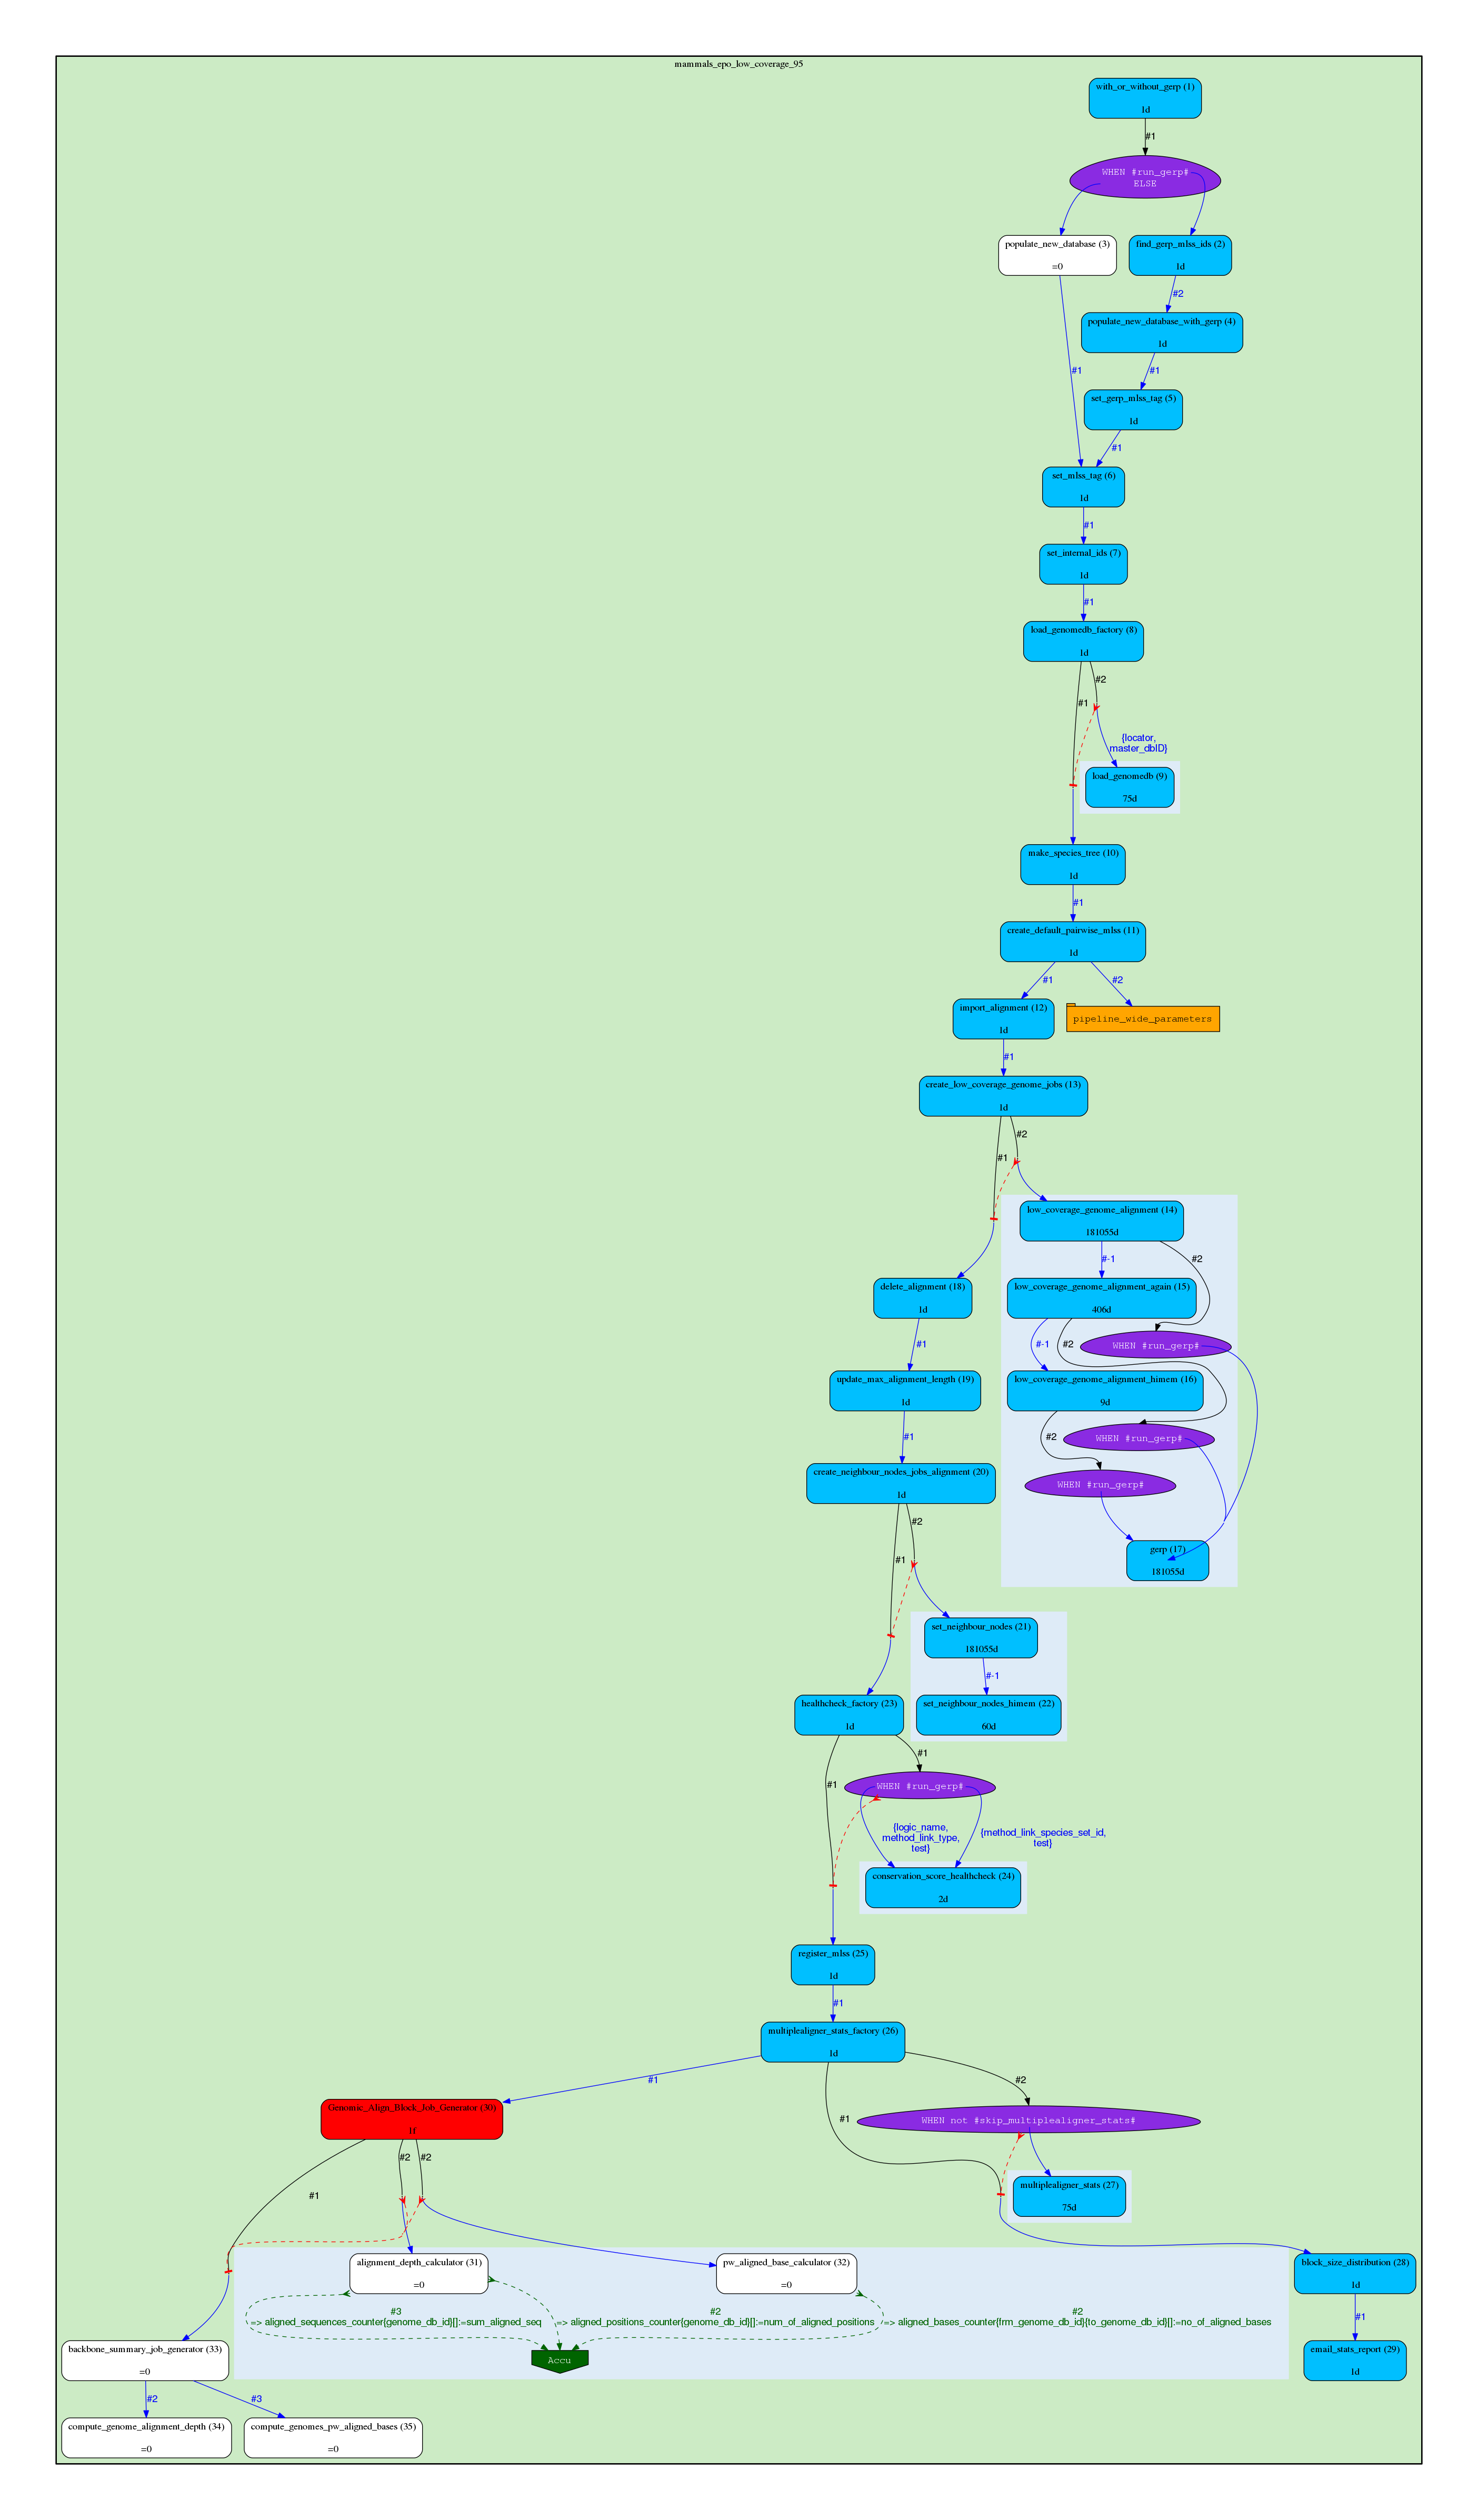 mammals_epo_low_coverage_95
with_or_without_gerp (1)
1d
#1
WHEN #run_gerp#
ELSE
populate_new_database (3)
=0
find_gerp_mlss_ids (2)
1d
#2
populate_new_database_with_gerp (4)
1d
#1
#1
set_gerp_mlss_tag (5)
1d
#1
set_mlss_tag (6)
1d
#1
set_internal_ids (7)
1d
#1
load_genomedb_factory (8)
1d
#2
#1
{locator,
master_dbID}
load_genomedb (9)
75d
make_species_tree (10)
1d
#1
create_default_pairwise_mlss (11)
1d
#1
#2
import_alignment (12)
1d
pipeline_wide_parameters
#1
create_low_coverage_genome_jobs (13)
1d
#2
#1
low_coverage_genome_alignment (14)
181055d
#-1
#2
delete_alignment (18)
1d
low_coverage_genome_alignment_again (15)
406d
#1
#-1
#2
WHEN #run_gerp#
update_max_alignment_length (19)
1d
low_coverage_genome_alignment_himem (16)
9d
#1
#2
WHEN #run_gerp#
create_neighbour_nodes_jobs_alignment (20)
1d
WHEN #run_gerp#
#2
#1
gerp (17)
181055d
set_neighbour_nodes (21)
181055d
#-1
healthcheck_factory (23)
1d
set_neighbour_nodes_himem (22)
60d
#1
#1
WHEN #run_gerp#
{logic_name,
method_link_type,
test}
{method_link_species_set_id,
test}
conservation_score_healthcheck (24)
2d
register_mlss (25)
1d
#1
multiplealigner_stats_factory (26)
1d
#1
#2
Genomic_Align_Block_Job_Generator (30)
1f
#1
WHEN not #skip_multiplealigner_stats#
#2
#2
#1
multiplealigner_stats (27)
75d
alignment_depth_calculator (31)
=0
pw_aligned_base_calculator (32)
=0
block_size_distribution (28)
1d
#3
=> aligned_sequences_counter{genome_db_id}[]:=sum_aligned_seq
#2
=> aligned_positions_counter{genome_db_id}[]:=num_of_aligned_positions
#2
=> aligned_bases_counter{frm_genome_db_id}{to_genome_db_id}[]:=no_of_aligned_bases
#1
backbone_summary_job_generator (33)
=0
Accu
email_stats_report (29)
1d
#2
#3
compute_genome_alignment_depth (34)
=0
compute_genomes_pw_aligned_bases (35)
=0